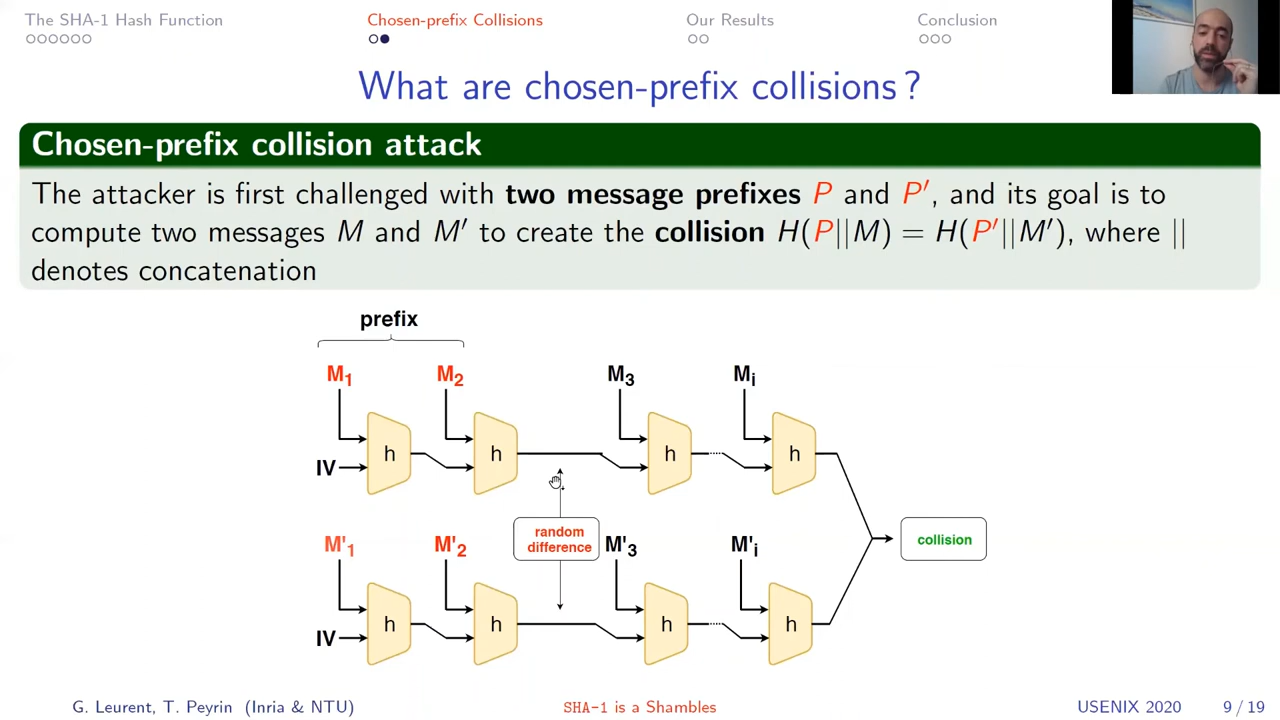 The SHA-1 Hash Function
Chosen-prefix Collisions
Our Results
Conclusion
What are chosen-prefix collisions ?
Chosen-prefix collision attack
The attacker is first challenged with two message prefixes P and P′, and its goal is to
compute two messages M and M′ to create the collision H(P||M) = H(P′||M′), where ||
denotes concatenation
prefix
M₁ M₂ M₃ Mᵢ
h h h h
IV
random
difference
collision
M'₁ M'₂ M'₃ M'ᵢ
h h h h
IV
G. Leurent, T. Peyrin (Inria & NTU)
SHA-1 is a Shambles
USENIX 2020
9 / 19